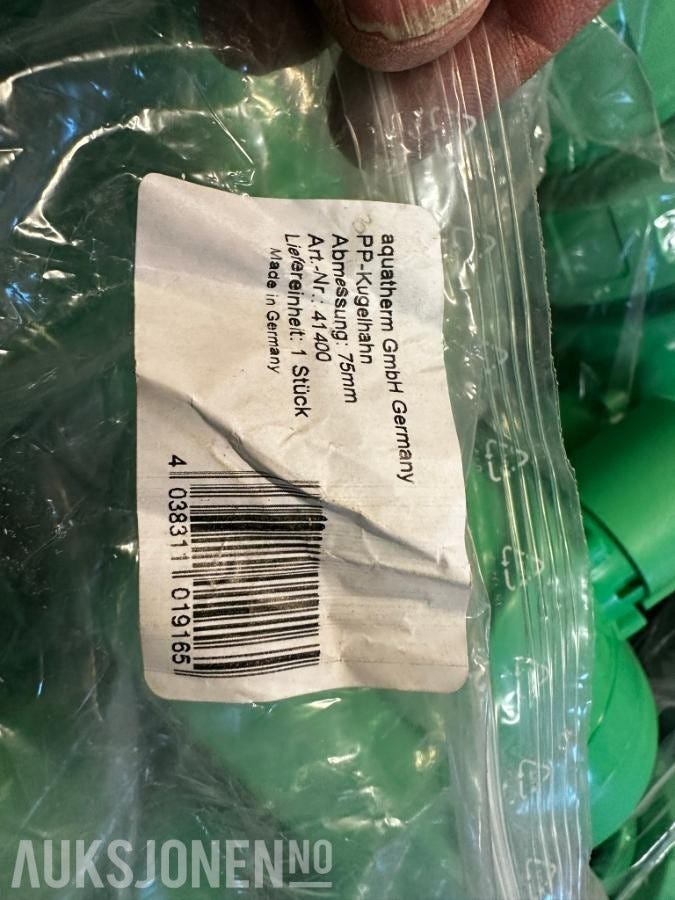 aquatherm GmbH Germany
PP-Kugelhahn
Abmessung: 75mm
Art.-Nr.: 41400
Liefereinheit: 1 Stück
Made in Germany
4 038311 019165
AUKSJONEN NO